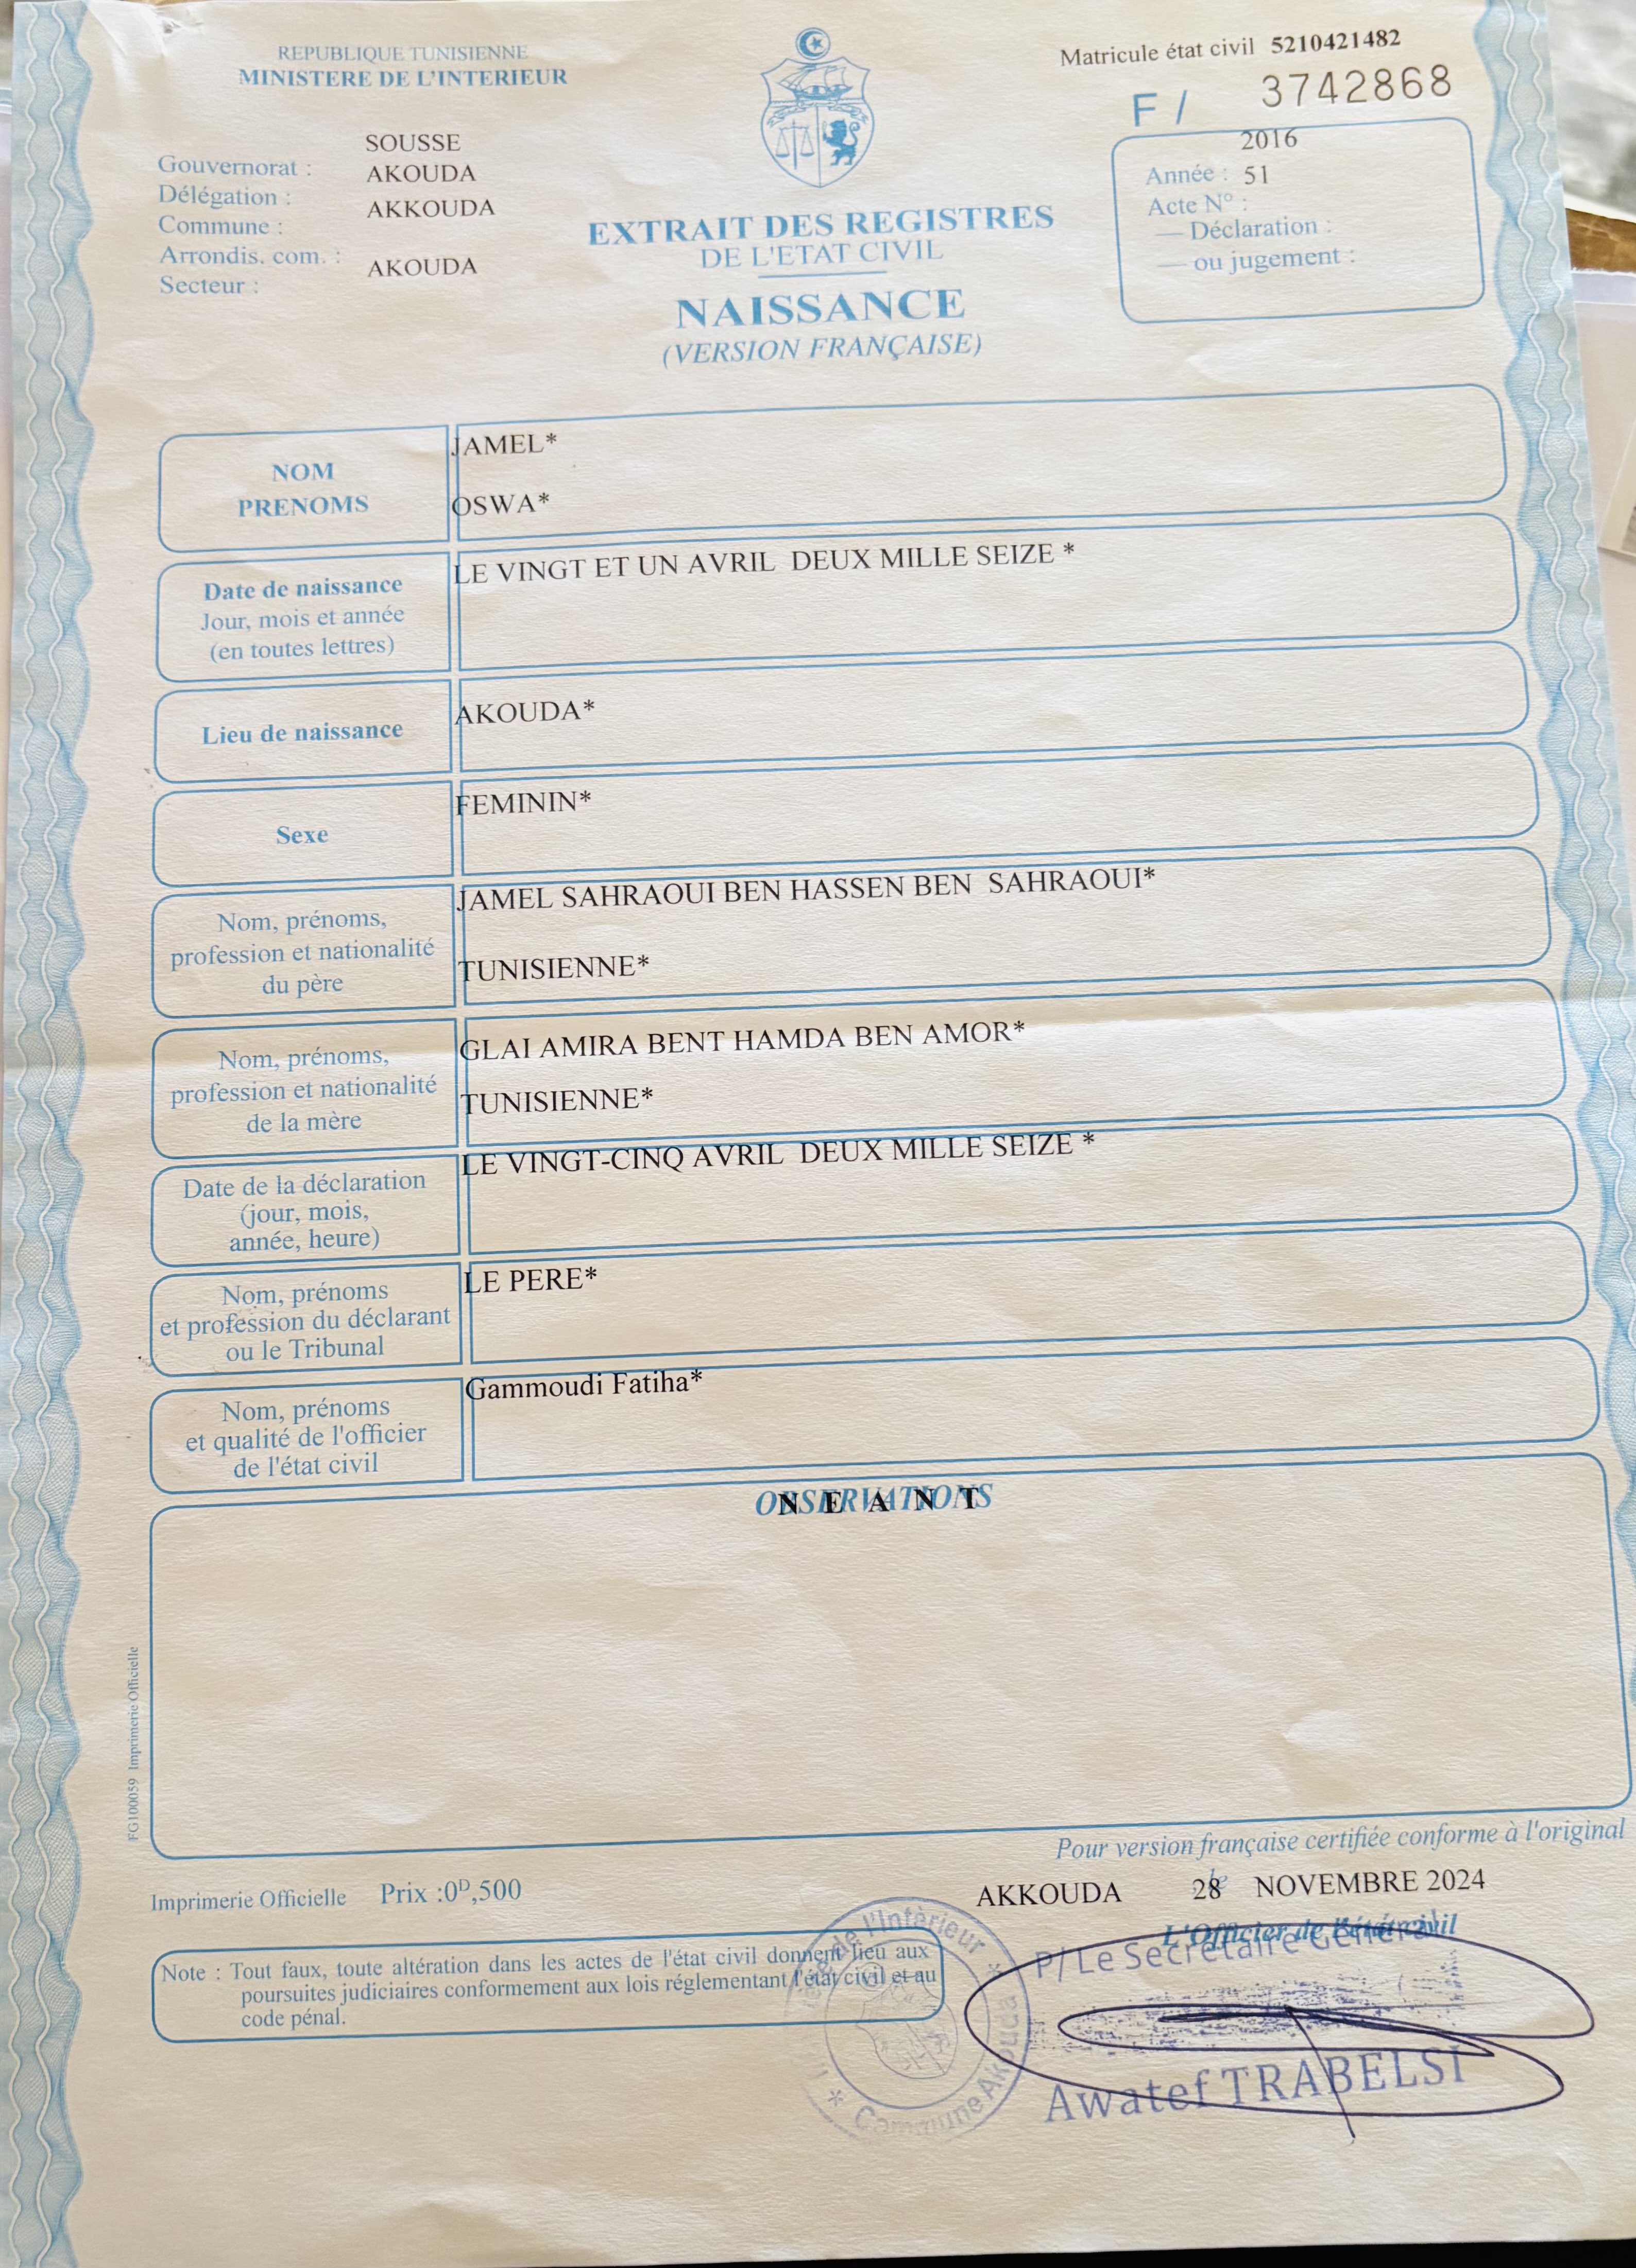 REPUBLIQUE TUNISIENNE
MINISTERE DE L'INTERIEUR
Matricule état civil 5210421482
F / 3742868
SOUSSE
Gouvernorat :
AKOUDA
Délégation :
AKKOUDA
Commune :
Arrondis. com. :
AKOUDA
Secteur :
2016
Année : 51
Acte N° :
— Déclaration :
— ou jugement :
EXTRAIT DES REGISTRES
DE L'ETAT CIVIL
NAISSANCE
(VERSION FRANÇAISE)
NOM
PRENOMS
JAMEL*
OSWA*
Date de naissance
Jour, mois et année
(en toutes lettres)
LE VINGT ET UN AVRIL DEUX MILLE SEIZE *
Lieu de naissance
AKOUDA*
Sexe
FEMININ*
Nom, prénoms,
profession et nationalité
du père
JAMEL SAHRAOUI BEN HASSEN BEN SAHRAOUI*
TUNISIENNE*
Nom, prénoms,
profession et nationalité
de la mère
GLAI AMIRA BENT HAMDA BEN AMOR*
TUNISIENNE*
Date de la déclaration
(jour, mois,
année, heure)
LE VINGT-CINQ AVRIL DEUX MILLE SEIZE *
Nom, prénoms
et profession du déclarant
ou le Tribunal
LE PERE*
Nom, prénoms
et qualité de l'officier
de l'état civil
Gammoudi Fatiha*
OBSERVATIONS
N E A N T
FG100059 Imprimerie Officielle
Pour version française certifiée conforme à l'original
Imprimerie Officielle Prix :0ᴰ,500
AKKOUDA le 28 NOVEMBRE 2024
L'Officier de l'état civil
P/ Le Secrétaire Général
Awatef TRABELSI
Note : Tout faux, toute altération dans les actes de l'état civil donnent lieu aux
poursuites judiciaires conformement aux lois réglementant l'état civil et au
code pénal.
de l'Intérieur
Commune Akouda